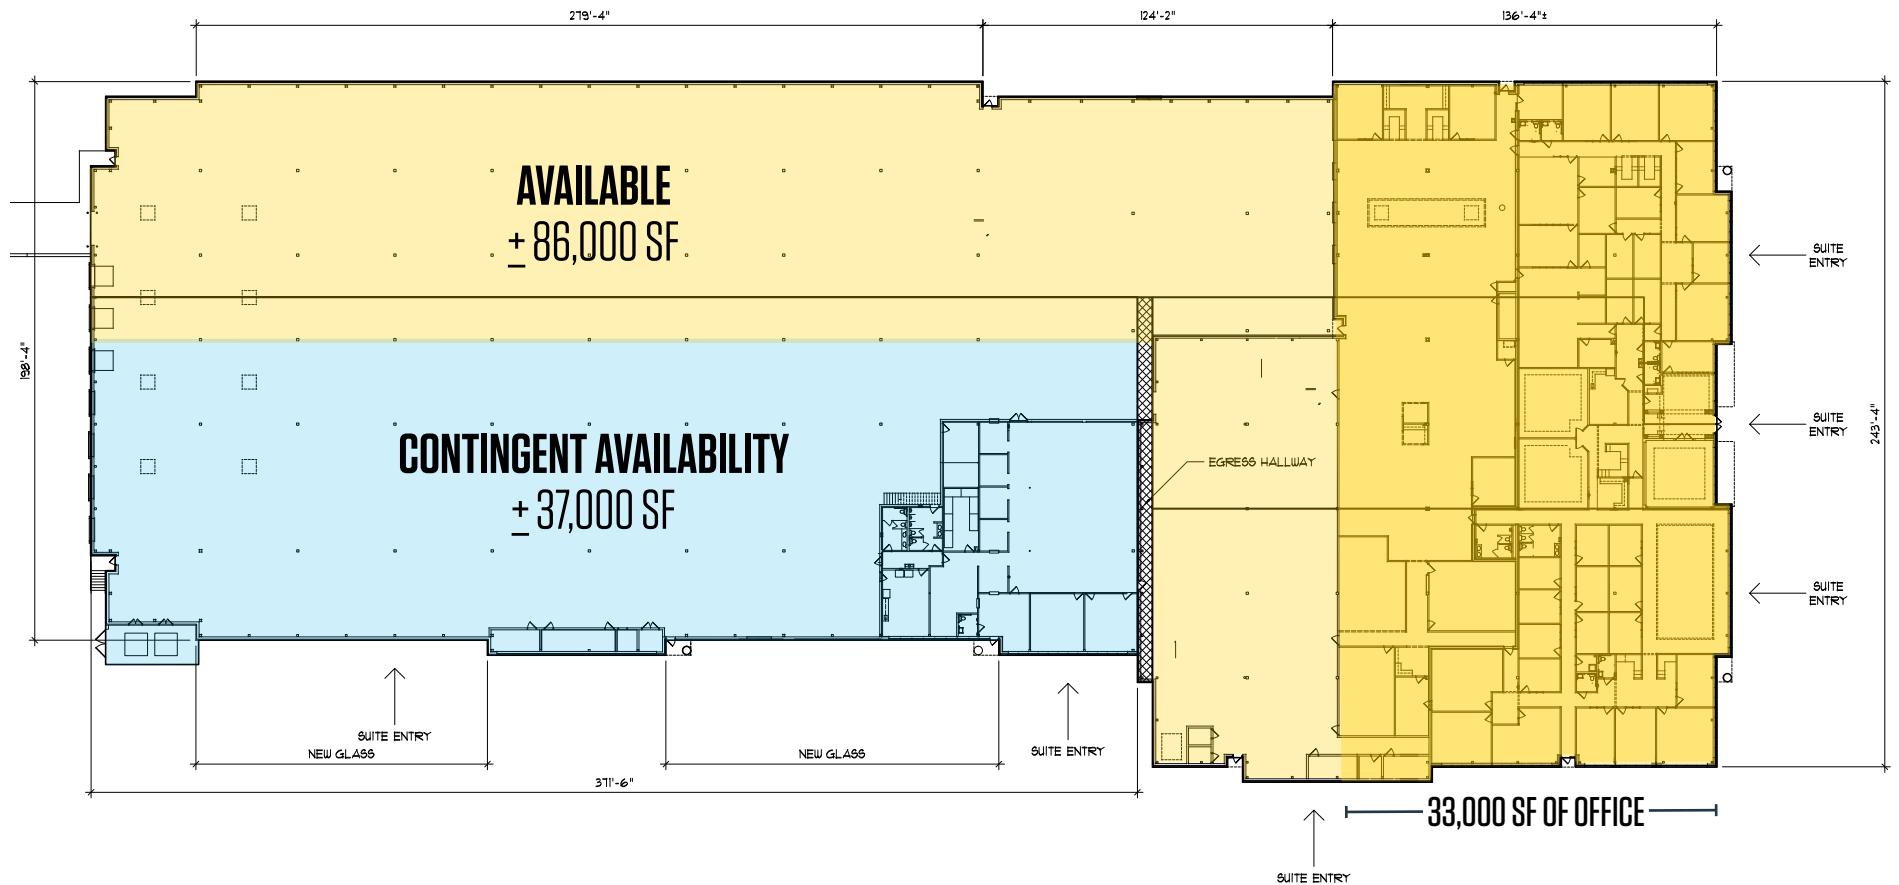 279'-4"
124'-2"
136'-4"±
AVAILABLE
± 86,000 SF
SUITE
ENTRY
198'-4"
CONTINGENT AVAILABILITY
± 37,000 SF
EGRESS HALLWAY
SUITE
ENTRY
243'-4"
SUITE
ENTRY
SUITE ENTRY
SUITE ENTRY
NEW GLASS
NEW GLASS
371'-6"
33,000 SF OF OFFICE
SUITE ENTRY